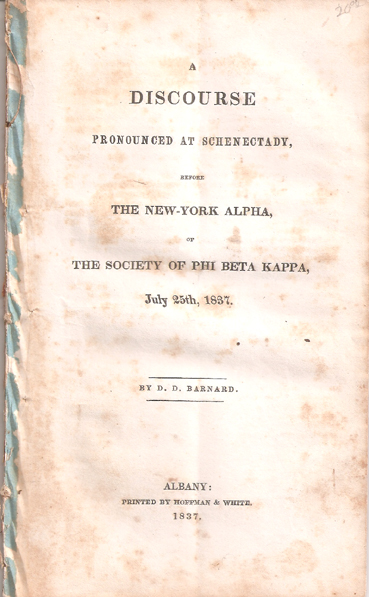 A
DISCOURSE
PRONOUNCED AT SCHENECTADY,
BEFORE
THE NEW-YORK ALPHA,
OF
THE SOCIETY OF PHI BETA KAPPA,
July 25th, 1837.
BY D. D. BARNARD.
ALBANY:
PRINTED BY HOFFMAN & WHITE.
1837.